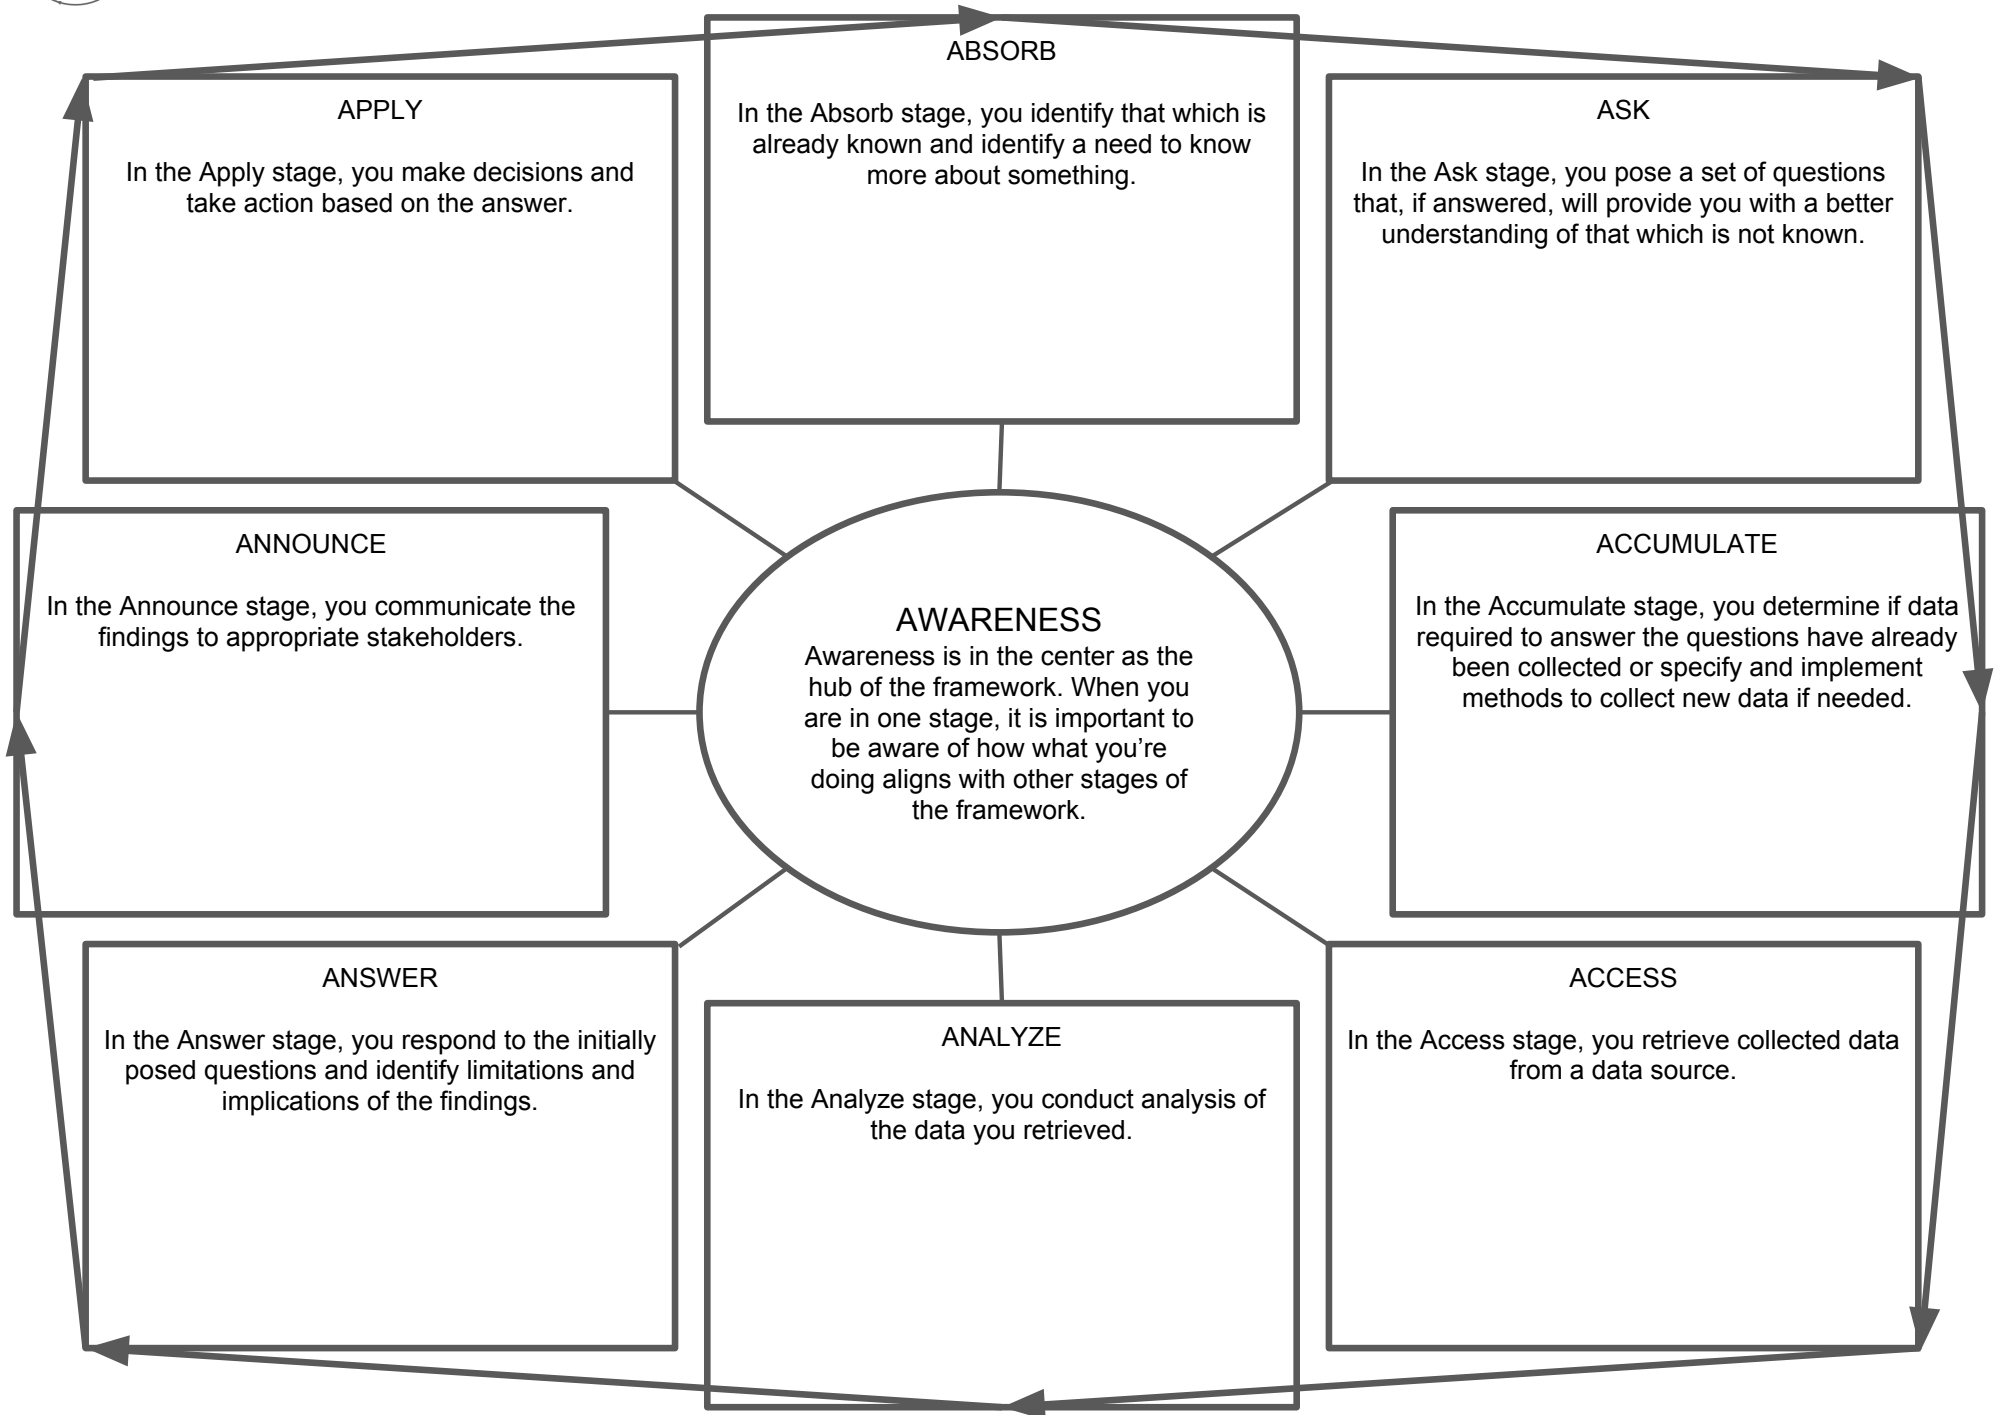 ABSORB
In the Absorb stage, you identify that which is
already known and identify a need to know
more about something.
ASK
In the Ask stage, you pose a set of questions
that, if answered, will provide you with a better
understanding of that which is not known.
ACCUMULATE
In the Accumulate stage, you determine if data
required to answer the questions have already
been collected or specify and implement
methods to collect new data if needed.
ACCESS
In the Access stage, you retrieve collected data
from a data source.
ANALYZE
In the Analyze stage, you conduct analysis of
the data you retrieved.
ANSWER
In the Answer stage, you respond to the initially
posed questions and identify limitations and
implications of the findings.
ANNOUNCE
In the Announce stage, you communicate the
findings to appropriate stakeholders.
APPLY
In the Apply stage, you make decisions and
take action based on the answer.
AWARENESS
Awareness is in the center as the
hub of the framework. When you
are in one stage, it is important to
be aware of how what you’re
doing aligns with other stages of
the framework.